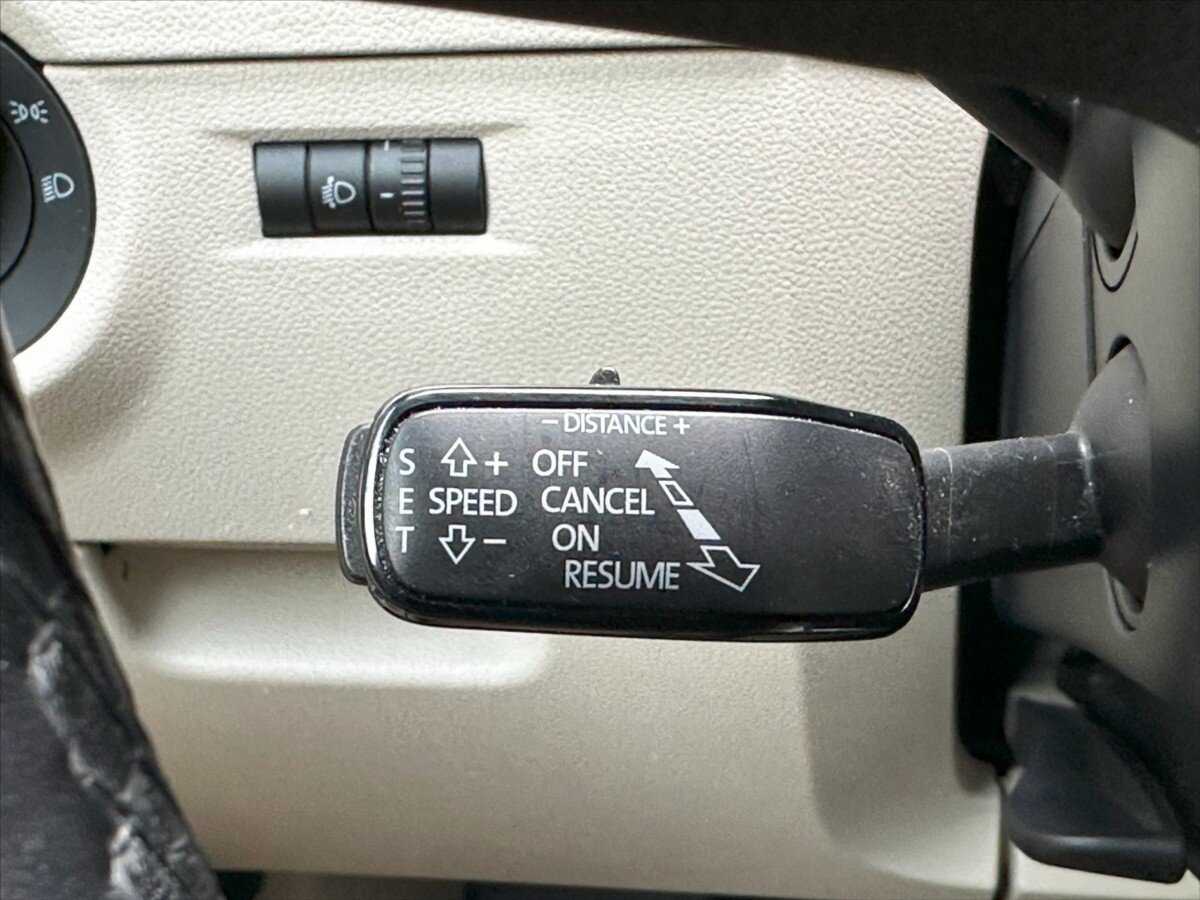 – DISTANCE +
S + OFF
E SPEED CANCEL
T – ON
RESUME